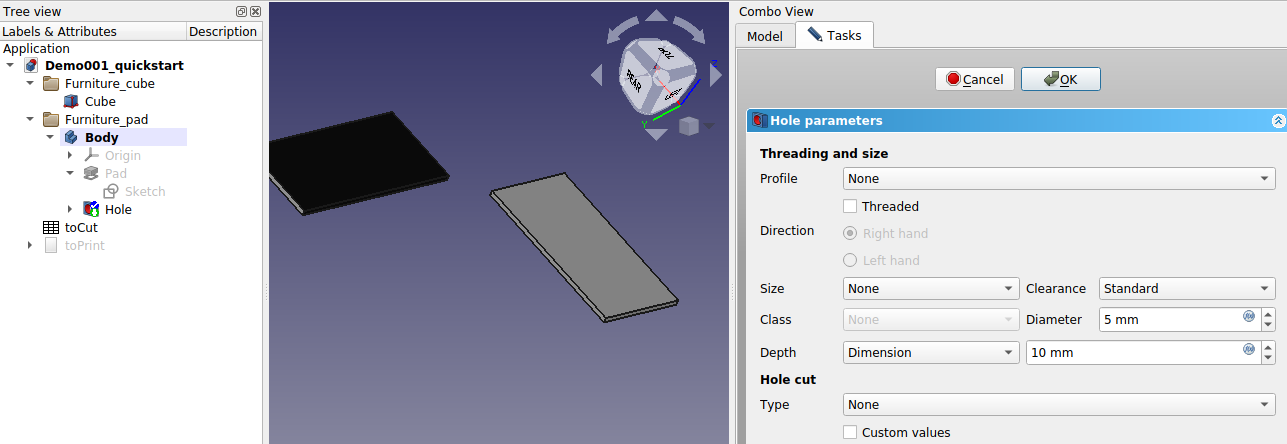 Tree view
Labels & Attributes Description
Application
Demo001_quickstart
Furniture_cube
Cube
Furniture_pad
Body
Origin
Pad
Sketch
Hole
toCut
toPrint
REAR
Z
Y
Combo View
Model Tasks
Cancel OK
Hole parameters
Threading and size
Profile None
Threaded
Direction Right hand
Left hand
Size None Clearance Standard
Class None Diameter 5 mm
Depth Dimension 10 mm
Hole cut
Type None
Custom values